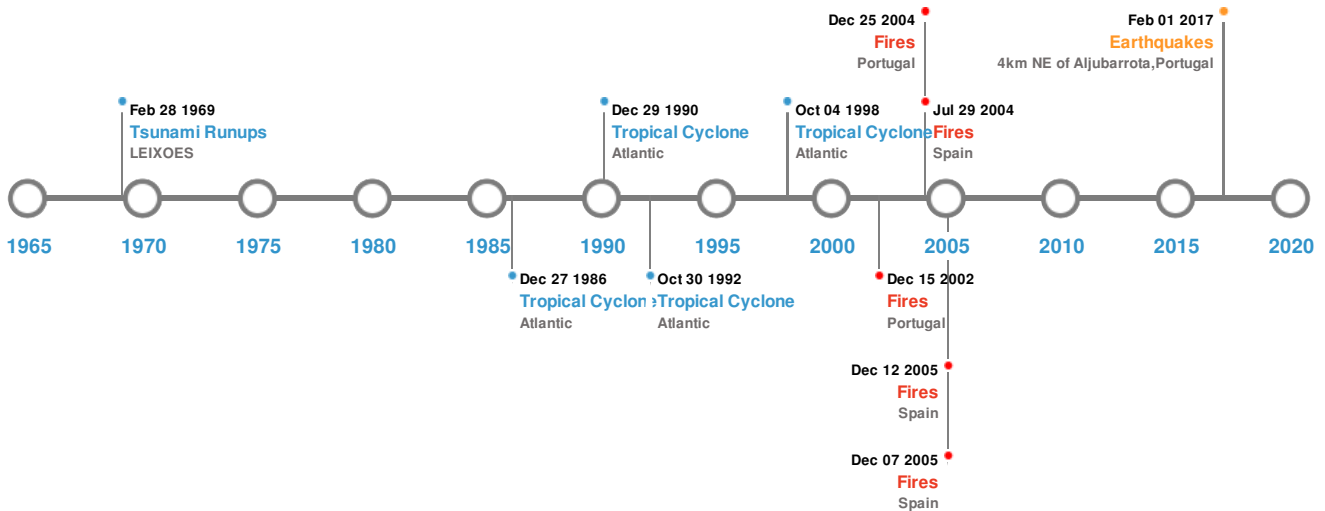 Dec 25 2004
Fires
Portugal
Feb 01 2017
Earthquakes
4km NE of Aljubarrota,Portugal
Feb 28 1969
Tsunami Runups
LEIXOES
Dec 29 1990
Tropical Cyclone
Atlantic
Oct 04 1998
Tropical Cyclone
Atlantic
Jul 29 2004
Fires
Spain
1965 1970 1975 1980 1985 1990 1995 2000 2005 2010 2015 2020
Dec 27 1986
Tropical Cyclone
Atlantic
Oct 30 1992
Tropical Cyclone
Atlantic
Dec 15 2002
Fires
Portugal
Dec 12 2005
Fires
Spain
Dec 07 2005
Fires
Spain